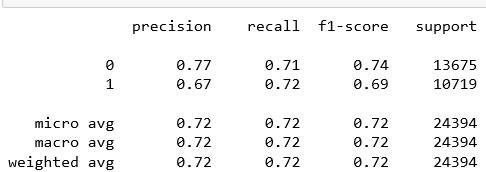 precision recall f1-score support
0 0.77 0.71 0.74 13675
1 0.67 0.72 0.69 10719
micro avg 0.72 0.72 0.72 24394
macro avg 0.72 0.72 0.72 24394
weighted avg 0.72 0.72 0.72 24394